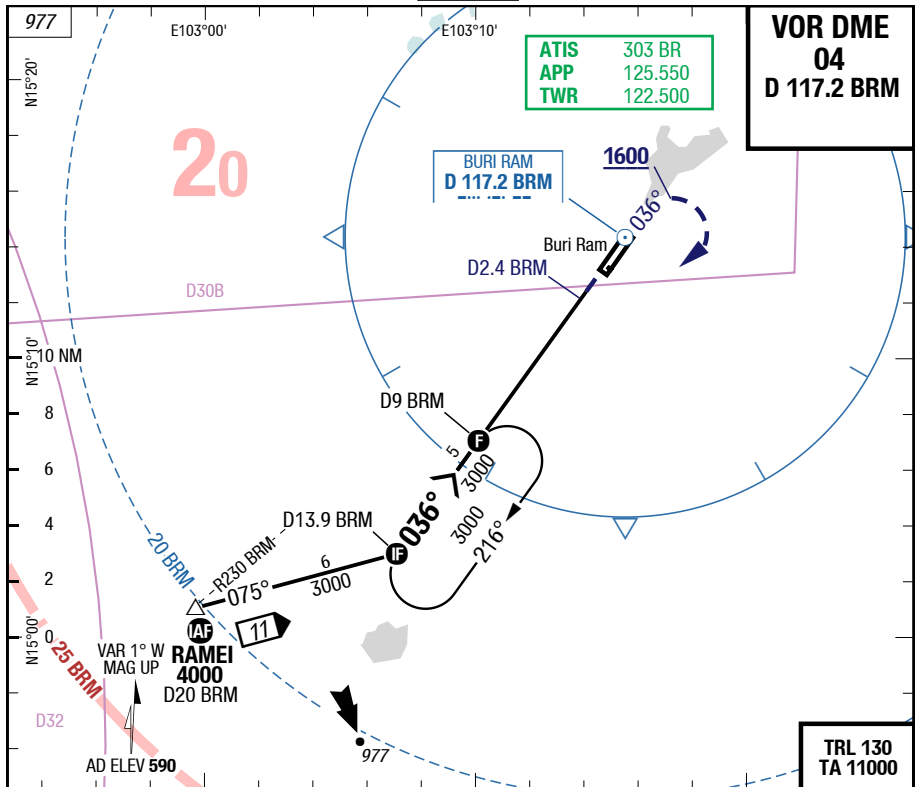 977
E103°00'
E103°10'
VOR DME
04
D 117.2 BRM
ATIS 303 BR
APP 125.550
TWR 122.500
N15°20'
20
BURI RAM
D 117.2 BRM
1600
036°
Buri Ram
D2.4 BRM
D30B
10 NM
N15°10'
8
D9 BRM
F
6
5
3000
4
D13.9 BRM
036°
3000
216°
IF
20 BRM
R230 BRM
6
2
075°
3000
N15°00'
0
IAF
11
VAR 1° W
MAG UP
RAMEI
4000
D20 BRM
25 BRM
D32
977
AD ELEV 590
TRL 130
TA 11000